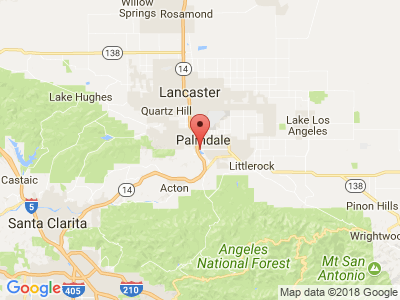 Willow
Springs
Rosamond
138
14
Lancaster
Lake Hughes
Quartz Hill
Lake Los
Angeles
Palmdale
Littlerock
Castaic
14
Acton
138
5
Pinon Hills
Santa Clarita
Wrightwood
Angeles
National Forest
Mt San
Antonio
Google
405
210
Map data ©2018 Google